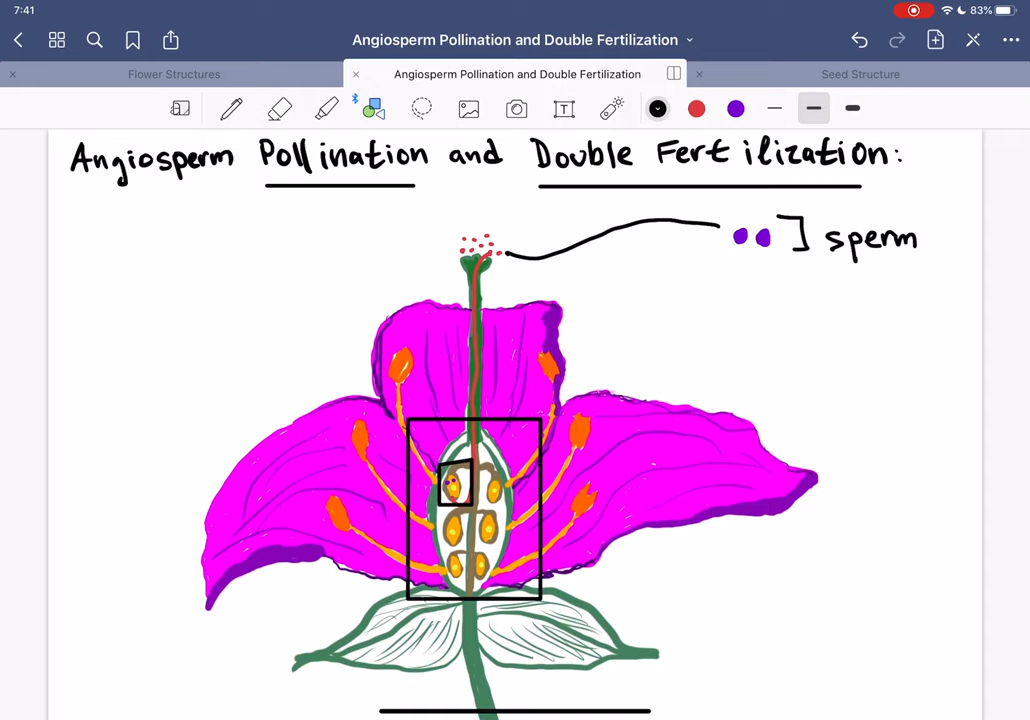 7:41
83%
Angiosperm Pollination and Double Fertilization
Flower Structures
Angiosperm Pollination and Double Fertilization
Seed Structure
Angiosperm Pollination and Double Fertilization:
sperm